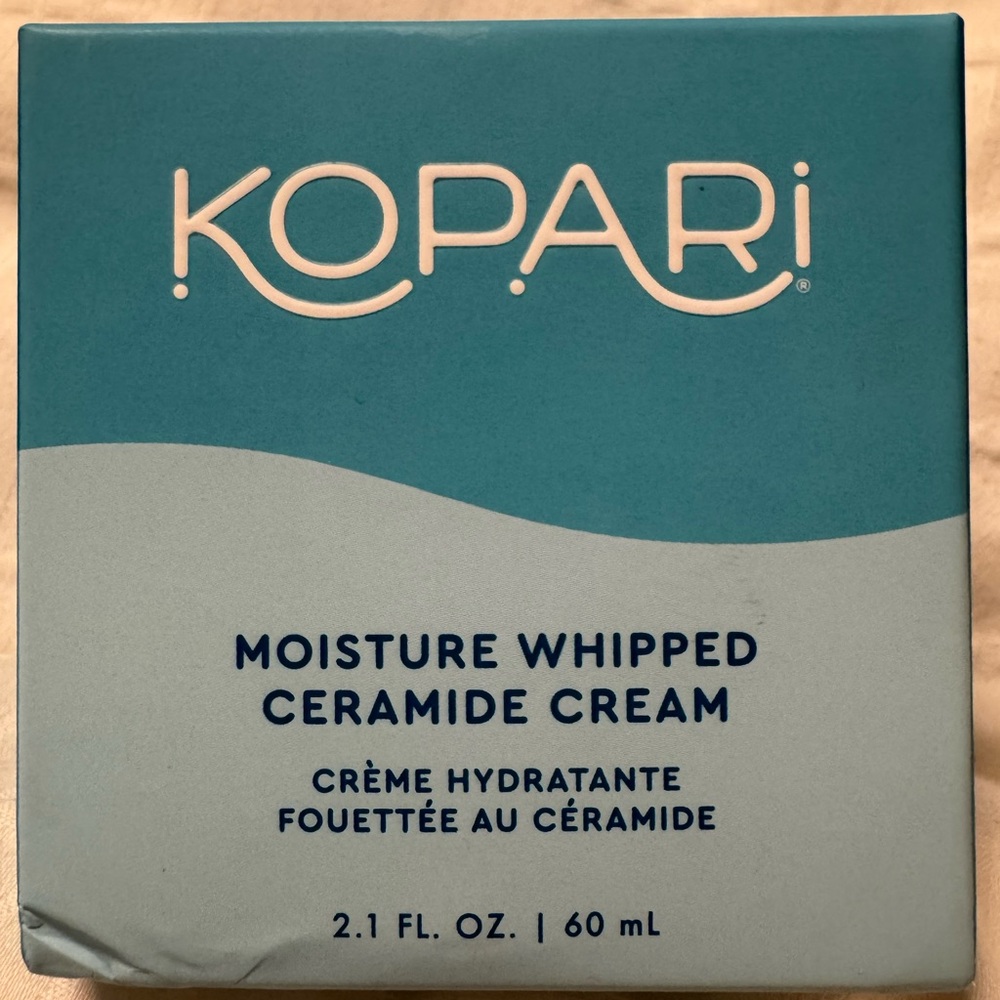 KOPARi®
MOISTURE WHIPPED
CERAMIDE CREAM
CRÈME HYDRATANTE
FOUETTÉE AU CÉRAMIDE
2.1 FL. OZ. | 60 mL